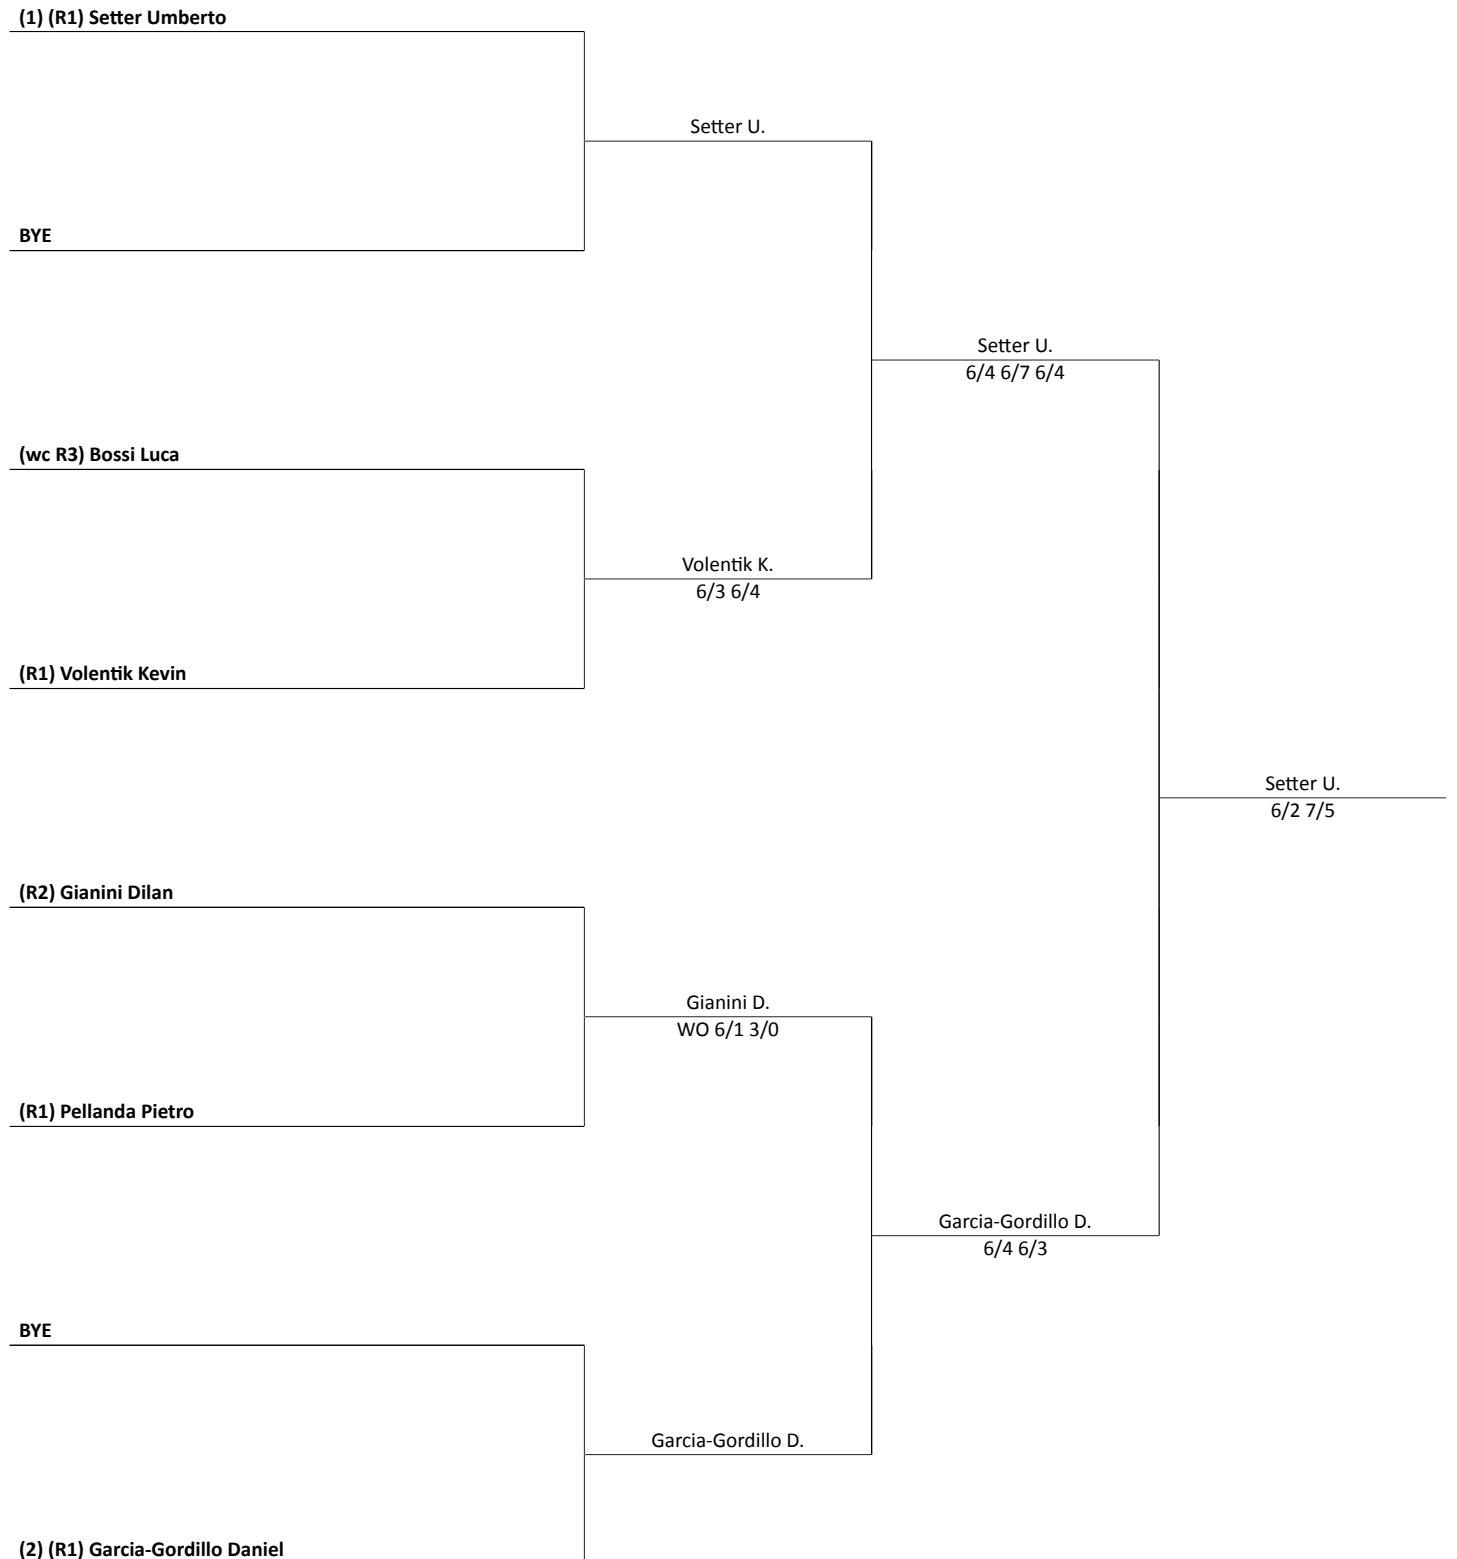 (1) (R1) Setter Umberto
Setter U.
BYE
Setter U.
6/4 6/7 6/4
(wc R3) Bossi Luca
Volentik K.
6/3 6/4
(R1) Volentik Kevin
Setter U.
6/2 7/5
(R2) Gianini Dilan
Gianini D.
WO 6/1 3/0
(R1) Pellanda Pietro
Garcia-Gordillo D.
6/4 6/3
BYE
Garcia-Gordillo D.
(2) (R1) Garcia-Gordillo Daniel